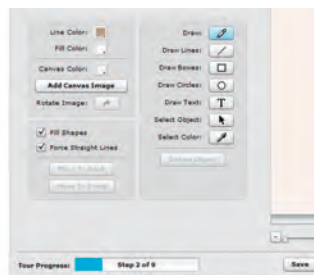 Line Color:
Fill Color:
Canvas Color:
Add Canvas Image
Rotate Image:
Fill Shapes
Force Straight Lines
Move To Back
Move To Front
Draw:
Draw Lines:
Draw Boxes:
Draw Circles:
Draw Text: T
Select Object:
Select Color:
Delete Object
Tour Progress: Step 2 of 9
Save